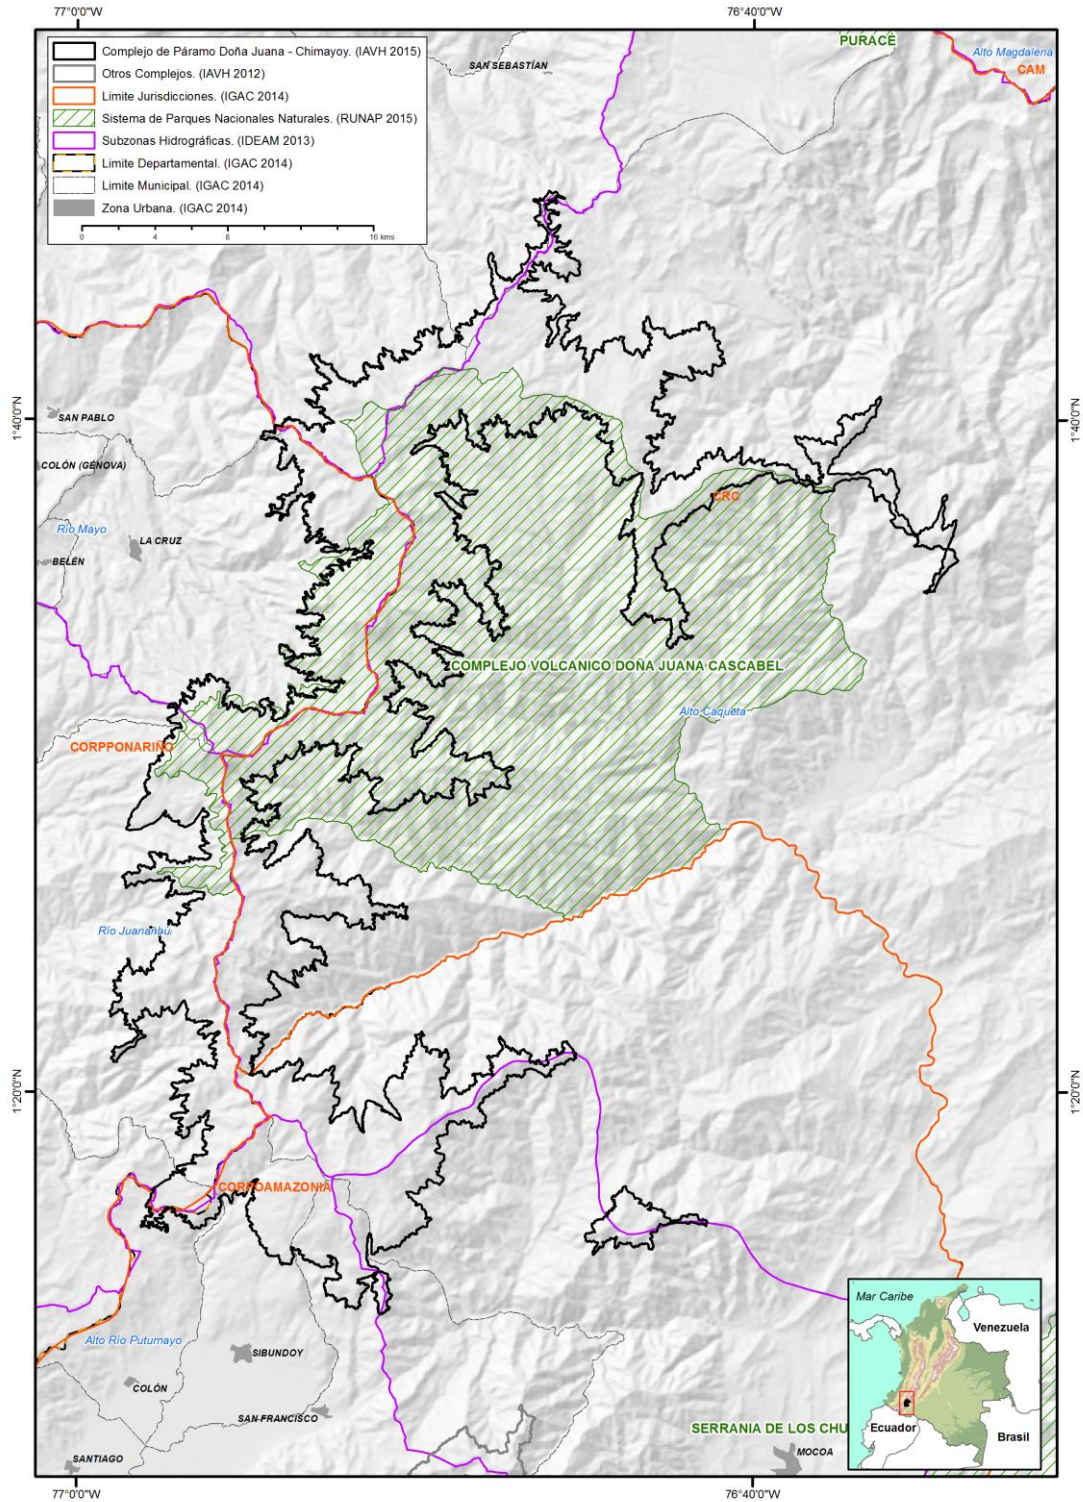 77°0'0"W
76°40'0"W
Complejo de Páramo Doña Juana - Chimayoy. (IAVH 2015)
Otros Complejos. (IAVH 2012)
Limite Jurisdicciones. (IGAC 2014)
Sistema de Parques Nacionales Naturales. (RUNAP 2015)
Subzonas Hidrográficas. (IDEAM 2013)
Limite Departamental. (IGAC 2014)
Limite Municipal. (IGAC 2014)
Zona Urbana. (IGAC 2014)
0 4 8 16 kms
PURACE
Alto Magdalena
CAM
SAN SEBASTIÁN
1°40'0"N
1°40'0"N
SAN PABLO
COLÓN (GÉNOVA)
CRC
Río Mayo
LA CRUZ
BELÉN
COMPLEJO VOLCANICO DOÑA JUANA CASCABEL
Alto Caqueta
CORPPONARIÑO
Río Juananbú
1°20'0"N
1°20'0"N
CORPOAMAZONIA
Alto Río Putumayo
SIBUNDOY
COLÓN
SAN FRANCISCO
SANTIAGO
SERRANIA DE LOS CHU
MOCOA
Mar Caribe
Venezuela
Ecuador
Brasil
77°0'0"W
76°40'0"W